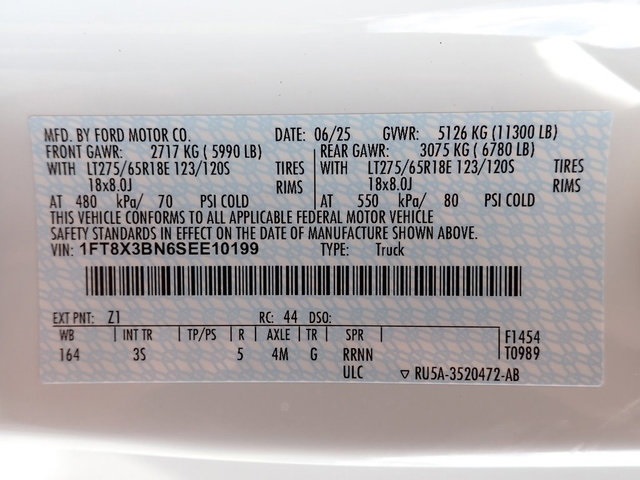 MFD. BY FORD MOTOR CO. DATE: 06/25 GVWR: 5126 KG (11300 LB)
FRONT GAWR: 2717 KG ( 5990 LB) REAR GAWR: 3075 KG ( 6780 LB)
WITH LT275/65R18E 123/120S TIRES WITH LT275/65R18E 123/120S TIRES
18x8.0J RIMS 18x8.0J RIMS
AT 480 kPa/ 70 PSI COLD AT 550 kPa/ 80 PSI COLD
THIS VEHICLE CONFORMS TO ALL APPLICABLE FEDERAL MOTOR VEHICLE
SAFETY STANDARDS IN EFFECT ON THE DATE OF MANUFACTURE SHOWN ABOVE.
VIN: 1FT8X3BN6SEE10199 TYPE: Truck
EXT PNT: Z1 RC: 44 DSO:
WB | INT TR | TP/PS | R | AXLE | TR | SPR F1454
164 3S 5 4M G RRNN T0989
ULC ▽ RU5A-3520472-AB